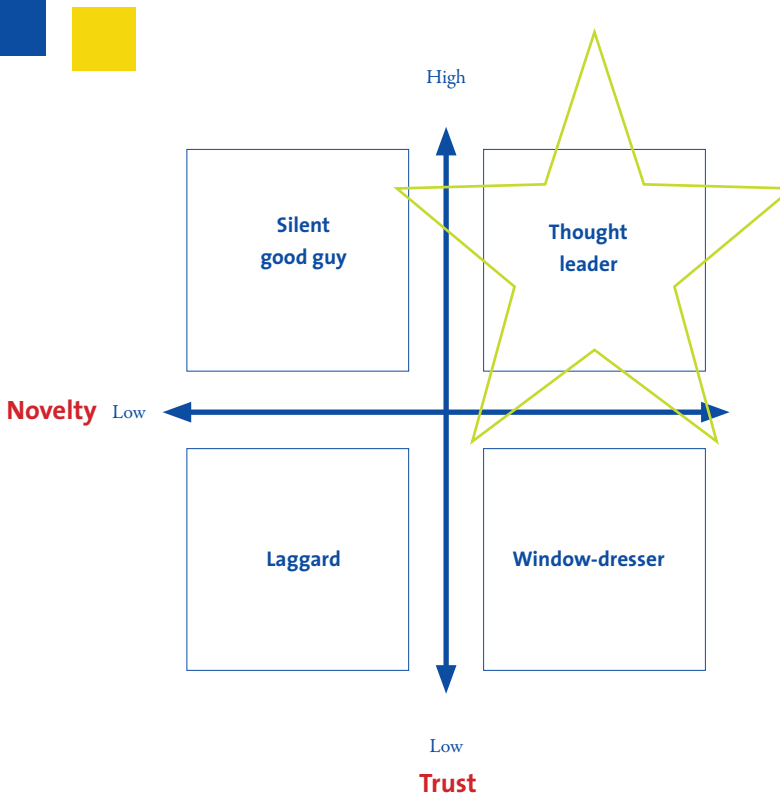 High
Silent
good guy
Thought
leader
Novelty Low
Laggard
Window-dresser
Low
Trust